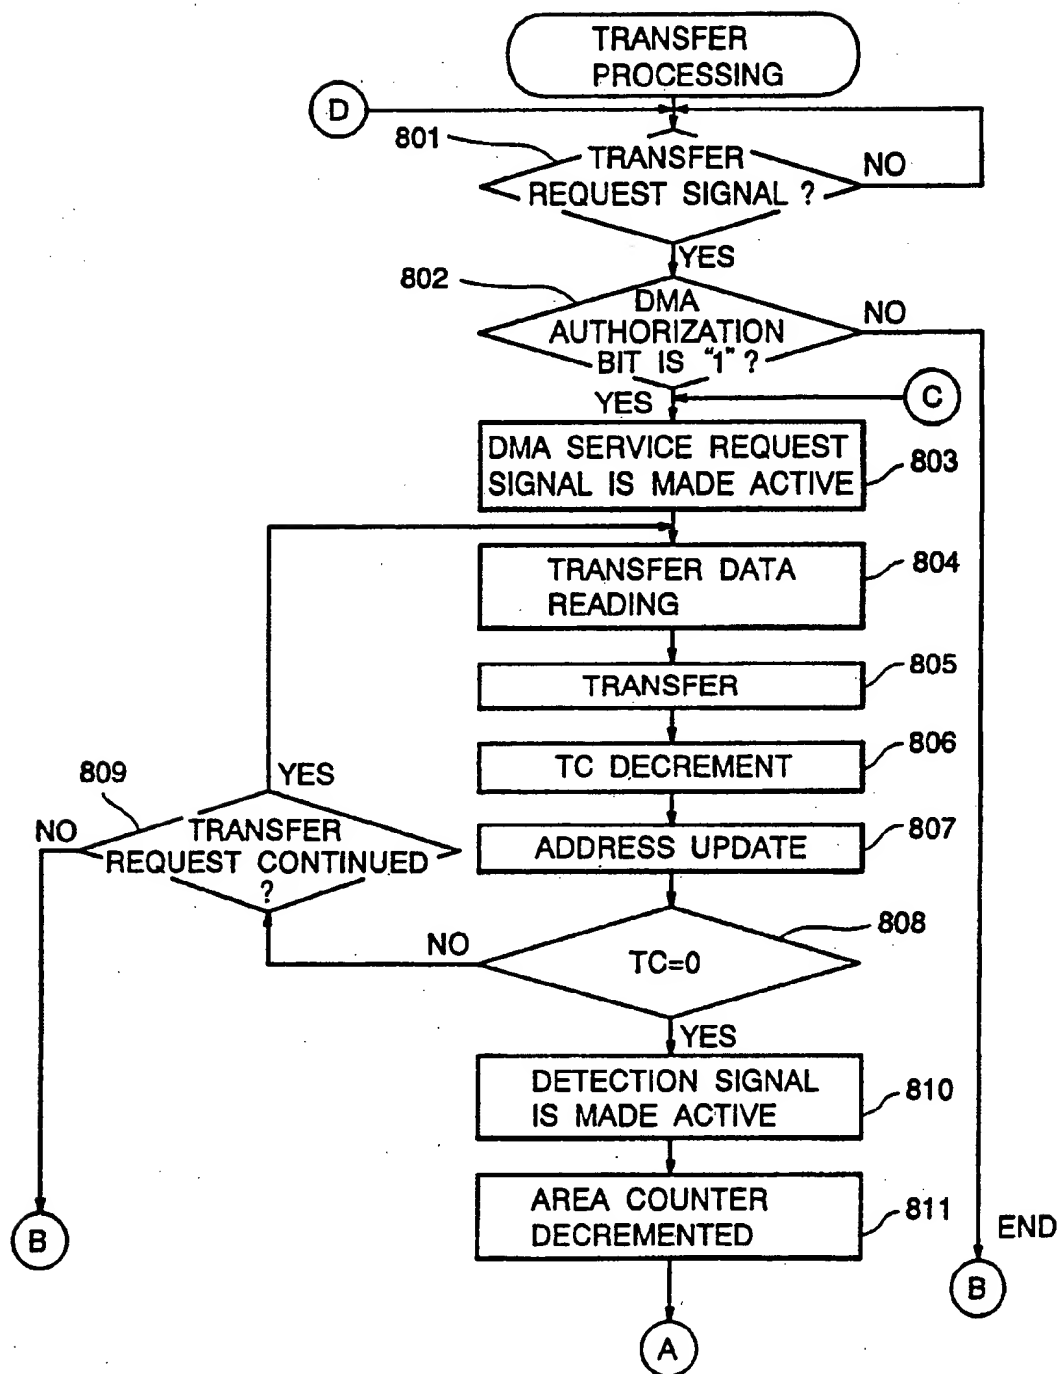 TRANSFER
PROCESSING
D
801
TRANSFER
REQUEST SIGNAL ?
NO
YES
802
DMA
AUTHORIZATION
BIT IS "1" ?
NO
YES
C
DMA SERVICE REQUEST
SIGNAL IS MADE ACTIVE
803
TRANSFER DATA
READING
804
TRANSFER
805
TC DECREMENT
806
809
YES
NO
TRANSFER
REQUEST CONTINUED
?
ADDRESS UPDATE
807
808
NO
TC=0
YES
DETECTION SIGNAL
IS MADE ACTIVE
810
AREA COUNTER
DECREMENTED
811
B
END
B
A